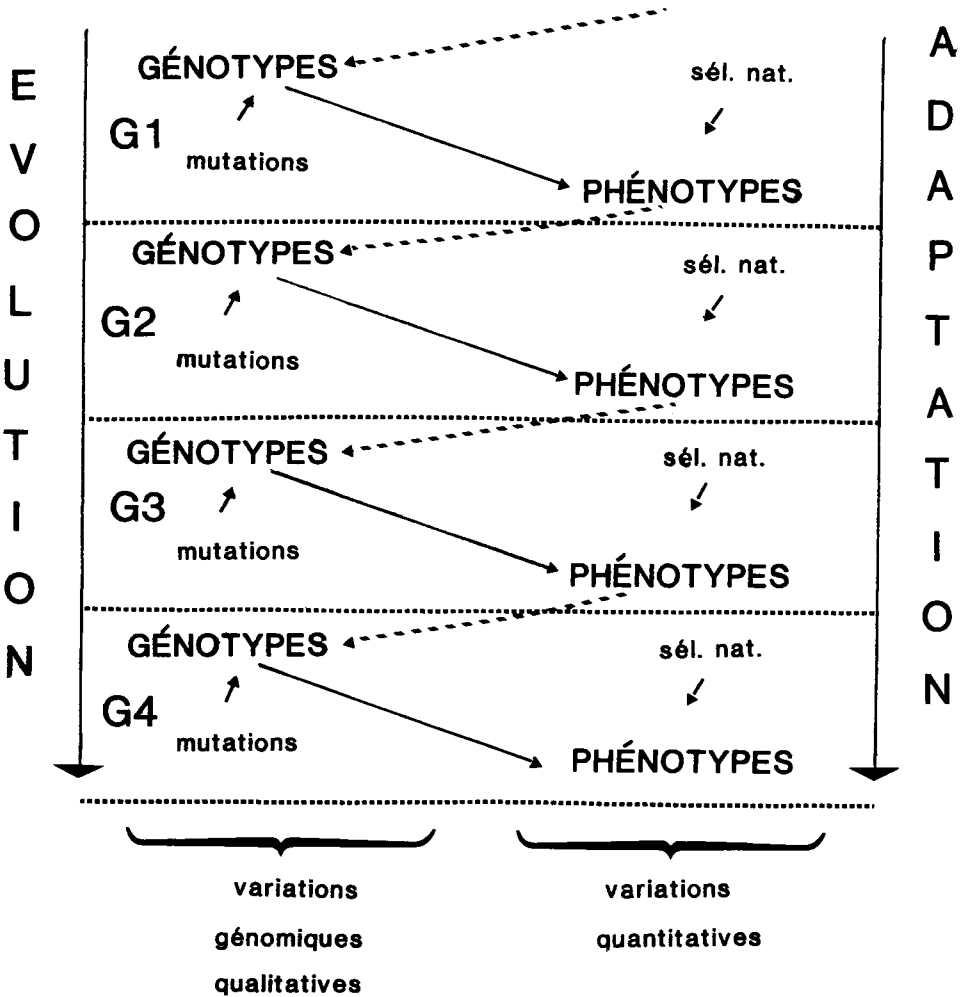 EVOLUTION
ADAPTATION
GÉNOTYPES
sél. nat.
G1
mutations
PHÉNOTYPES
GÉNOTYPES
sél. nat.
G2
mutations
PHÉNOTYPES
GÉNOTYPES
sél. nat.
G3
mutations
PHÉNOTYPES
GÉNOTYPES
sél. nat.
G4
mutations
PHÉNOTYPES
variations
génomiques
qualitatives
variations
quantitatives